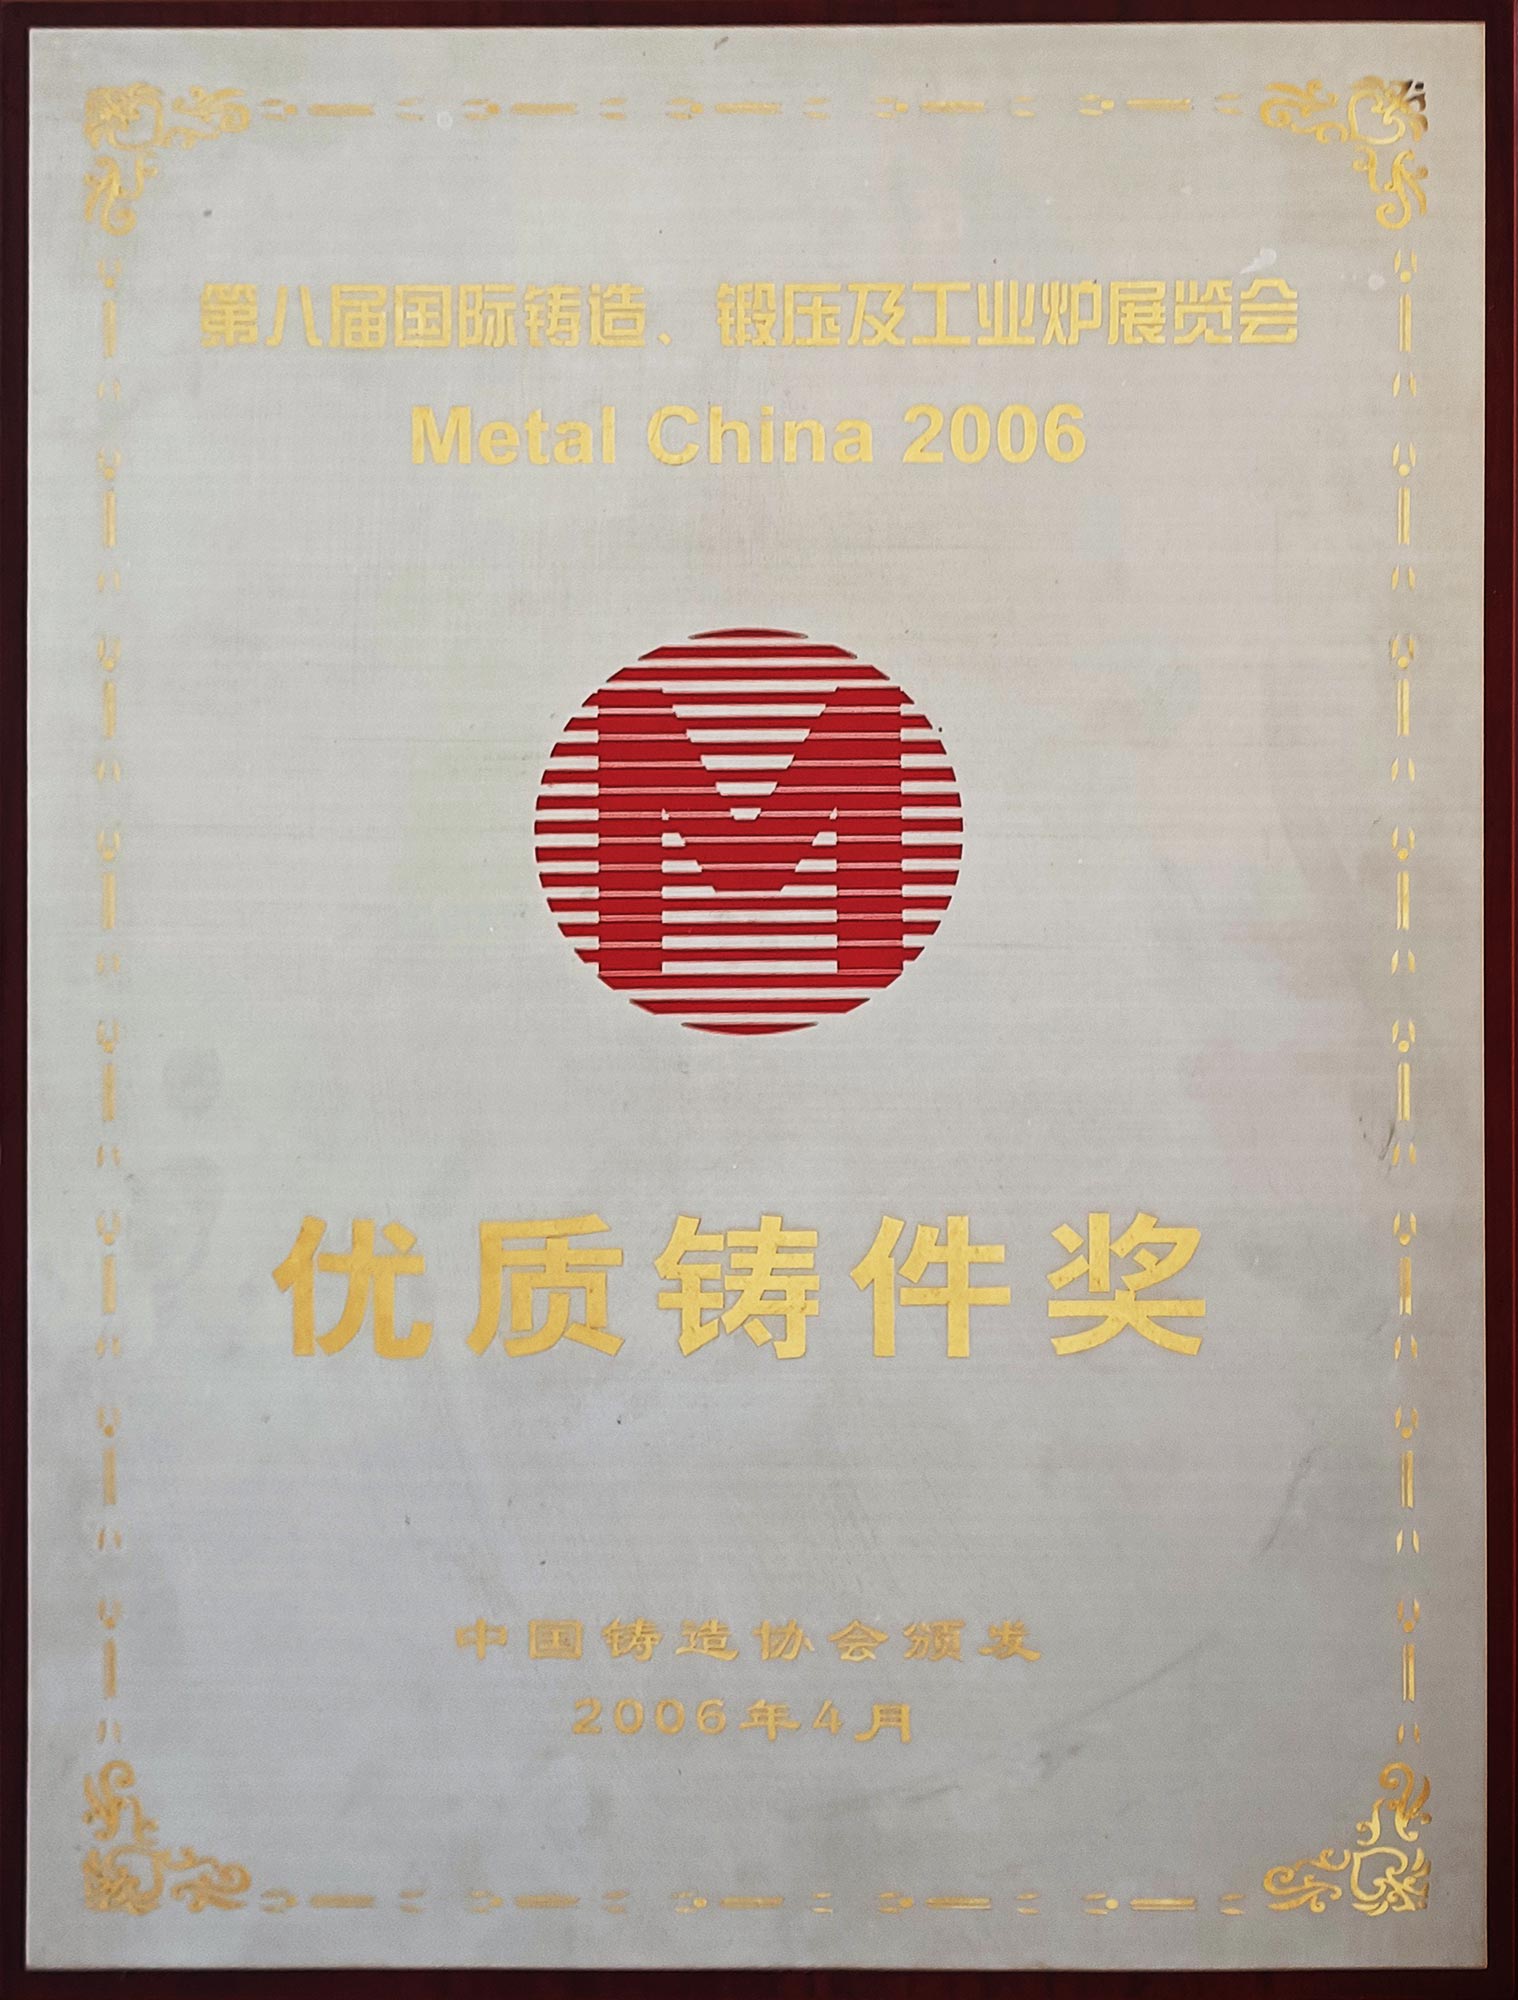 第八届国际铸造、锻压及工业炉展览会
Metal China 2006
M
优质铸件奖
中国铸造协会颁发
2006年4月